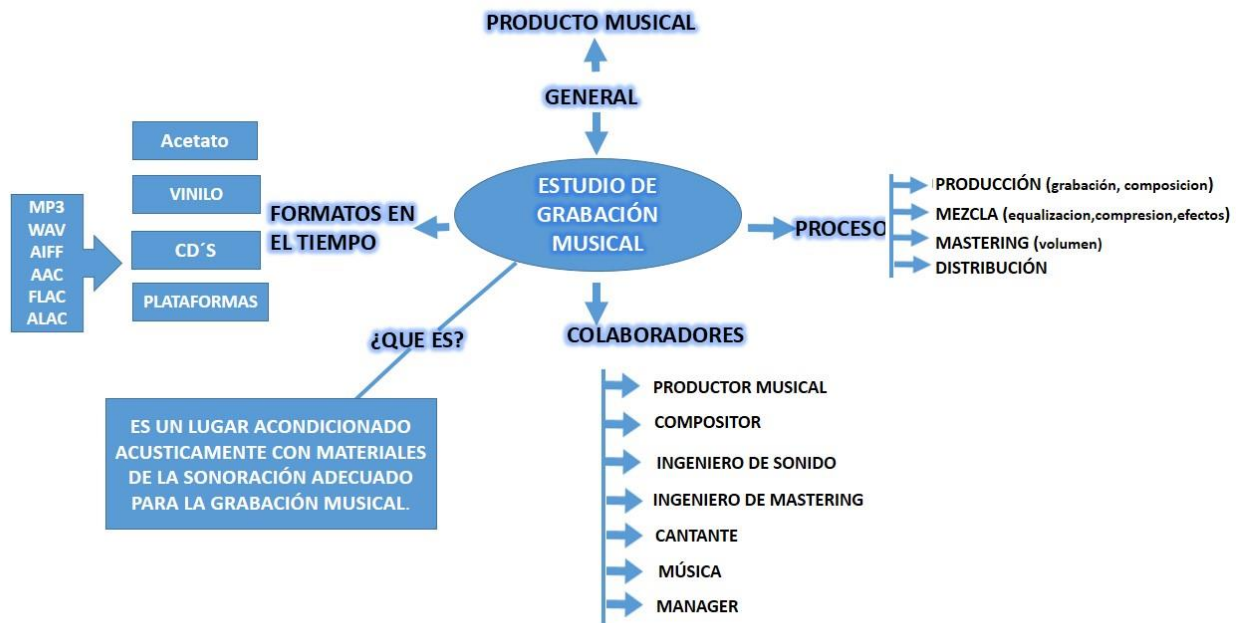 PRODUCTO MUSICAL
GENERAL
ESTUDIO DE
GRABACIÓN
MUSICAL
FORMATOS EN
EL TIEMPO
Acetato
VINILO
CD´S
PLATAFORMAS
MP3
WAV
AIFF
AAC
FLAC
ALAC
PROCESO
PRODUCCIÓN (grabación, composicion)
MEZCLA (equalizacion,compresion,efectos)
MASTERING (volumen)
DISTRIBUCIÓN
¿QUE ES?
ES UN LUGAR ACONDICIONADO
ACUSTICAMENTE CON MATERIALES
DE LA SONORACIÓN ADECUADO
PARA LA GRABACIÓN MUSICAL.
COLABORADORES
PRODUCTOR MUSICAL
COMPOSITOR
INGENIERO DE SONIDO
INGENIERO DE MASTERING
CANTANTE
MÚSICA
MANAGER